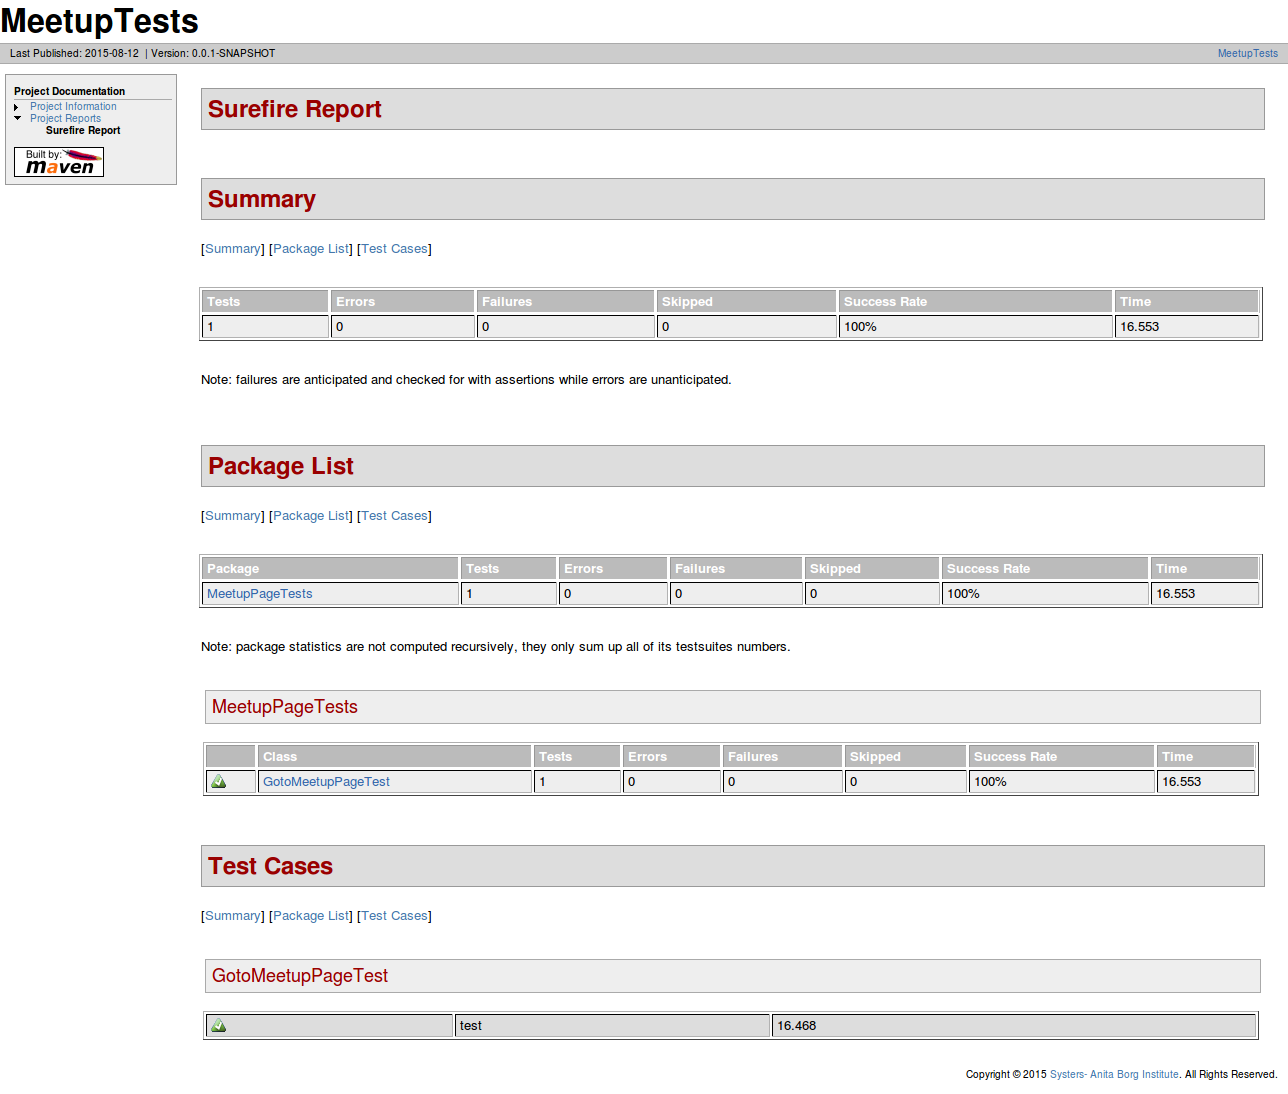 MeetupTests
Last Published: 2015-08-12 | Version: 0.0.1-SNAPSHOT MeetupTests
Project Documentation
Project Information
Project Reports
Surefire Report
Built by:
maven
Surefire Report
Summary
[Summary] [Package List] [Test Cases]
Tests Errors Failures Skipped Success Rate Time
1 0 0 0 100% 16.553
Note: failures are anticipated and checked for with assertions while errors are unanticipated.
Package List
[Summary] [Package List] [Test Cases]
Package Tests Errors Failures Skipped Success Rate Time
MeetupPageTests 1 0 0 0 100% 16.553
Note: package statistics are not computed recursively, they only sum up all of its testsuites numbers.
MeetupPageTests
Class Tests Errors Failures Skipped Success Rate Time
GotoMeetupPageTest 1 0 0 0 100% 16.553
Test Cases
[Summary] [Package List] [Test Cases]
GotoMeetupPageTest
test 16.468
Copyright © 2015 Systers- Anita Borg Institute. All Rights Reserved.